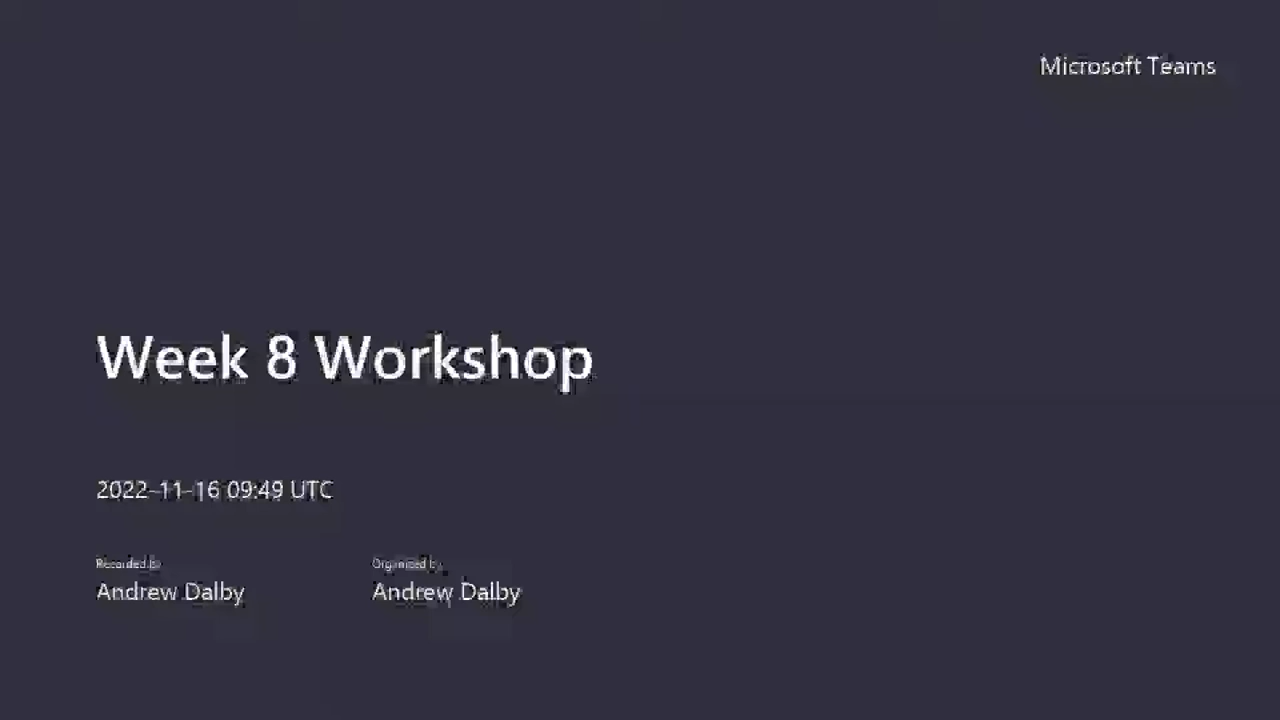 Microsoft Teams
Week 8 Workshop
2022-11-16 09:49 UTC
Recorded by
Organized by
Andrew Dalby
Andrew Dalby